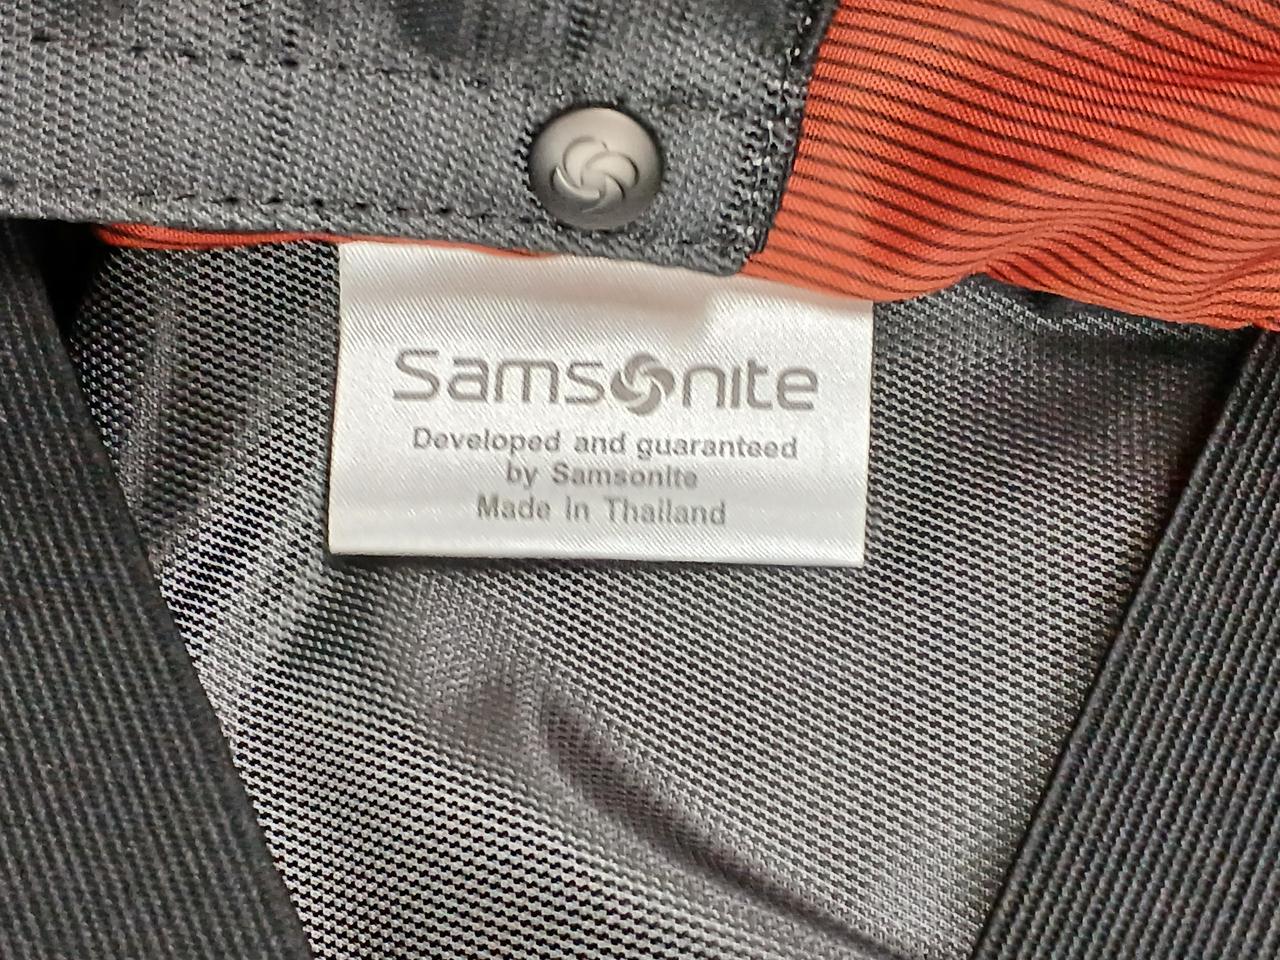 Samsonite
Developed and guaranteed
by Samsonite
Made in Thailand